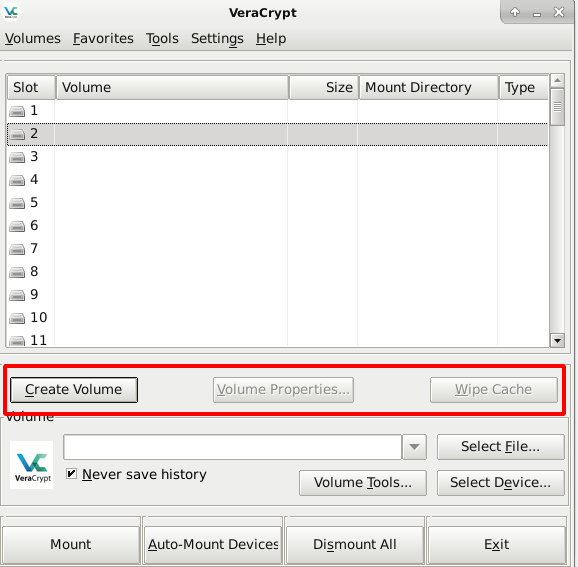 VeraCrypt
Volumes Favorites Tools Settings Help
Slot Volume Size Mount Directory Type
1
2
3
4
5
6
7
8
9
10
11
Create Volume Volume Properties... Wipe Cache
Volume
Select File...
VeraCrypt
Never save history
Volume Tools... Select Device...
Mount Auto-Mount Devices Dismount All Exit